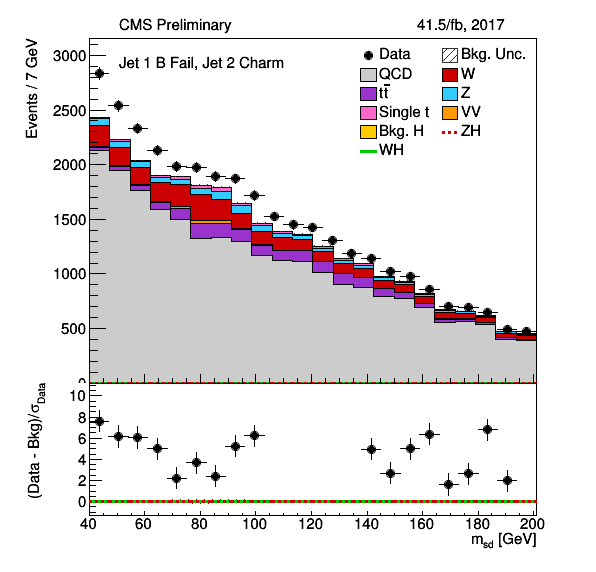 CMS Preliminary 41.5/fb, 2017
Events / 7 GeV
Jet 1 B Fail, Jet 2 Charm
Data
Bkg. Unc.
QCD
W
tt̄
Z
Single t
VV
Bkg. H
ZH
WH
3000
2500
2000
1500
1000
500
0
(Data - Bkg)/σData
10
8
6
4
2
0
40 60 80 100 120 140 160 180 200
msd [GeV]